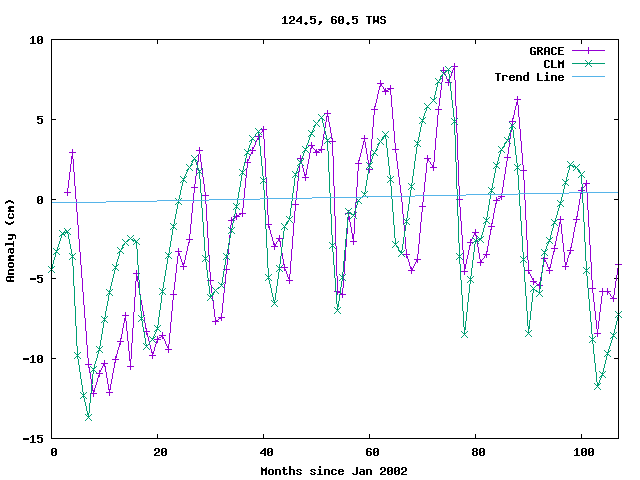 124.5, 60.5 TWS
10
GRACE
CLM
Trend Line
5
0
Anomaly (cm)
-5
-10
-15
0 20 40 60 80 100
Months since Jan 2002